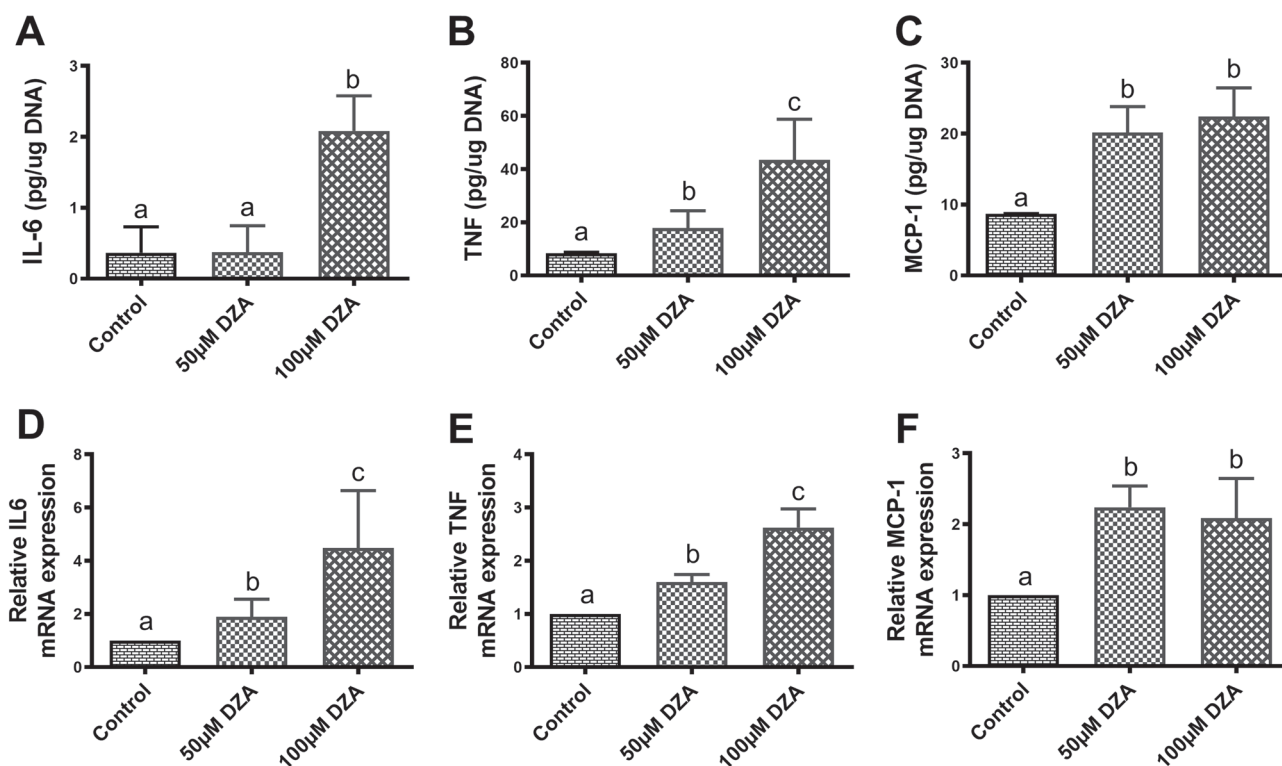 A
IL-6 (pg/ug DNA)
3
2
1
0
a
a
b
Control
50µM DZA
100µM DZA
B
TNF (pg/ug DNA)
80
60
40
20
0
a
b
c
Control
50µM DZA
100µM DZA
C
MCP-1 (pg/ug DNA)
30
20
10
0
a
b
b
Control
50µM DZA
100µM DZA
D
Relative IL6
mRNA expression
8
6
4
2
0
a
b
c
Control
50µM DZA
100µM DZA
E
Relative TNF
mRNA expression
4
3
2
1
0
a
b
c
Control
50µM DZA
100µM DZA
F
Relative MCP-1
mRNA expression
3
2
1
0
a
b
b
Control
50µM DZA
100µM DZA